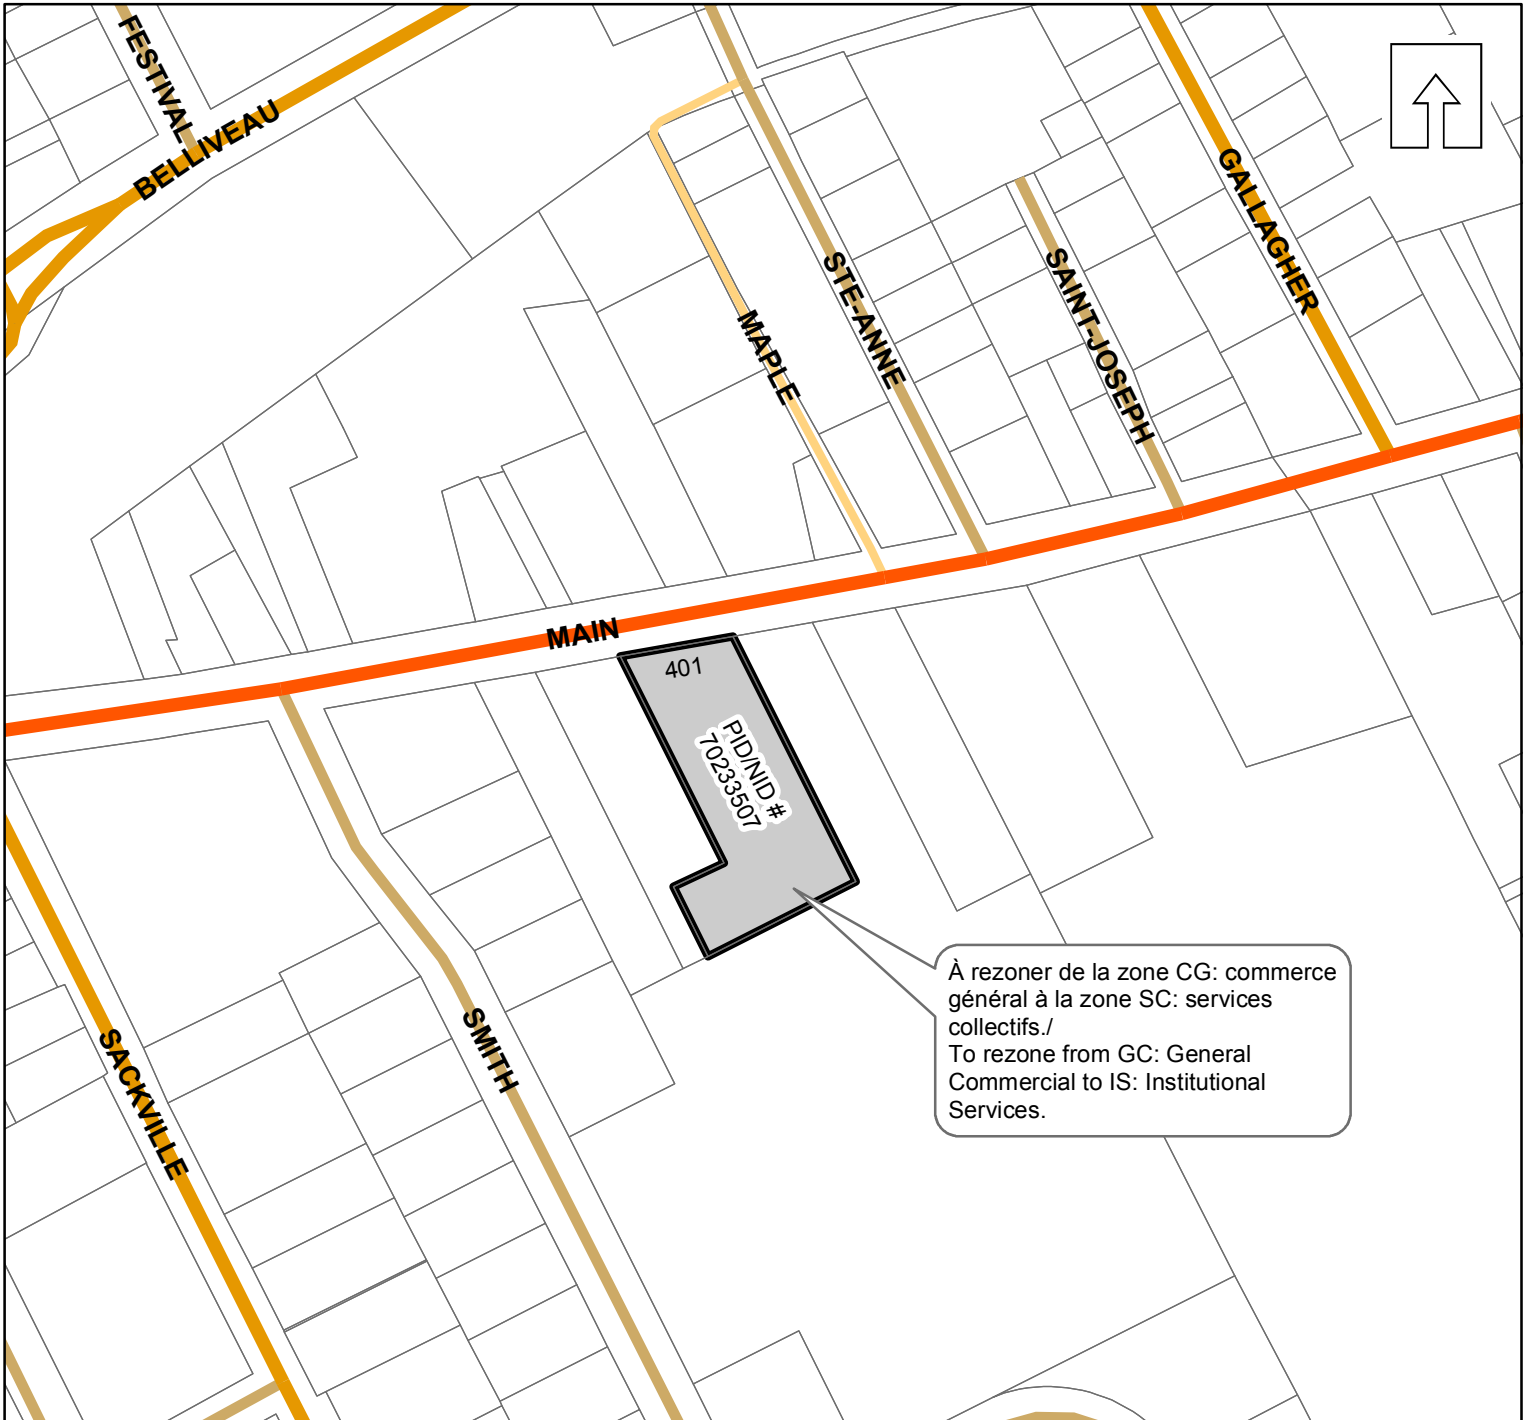 FESTIVAL
BELLIVEAU
GALLAGHER
STE-ANNE
SAINT-JOSEPH
MAPLE
MAIN
401
PID/NID #
70233507
À rezoner de la zone CG: commerce
général à la zone SC: services
collectifs./
To rezone from GC: General
Commercial to IS: Institutional
Services.
SMITH
SACKVILLE